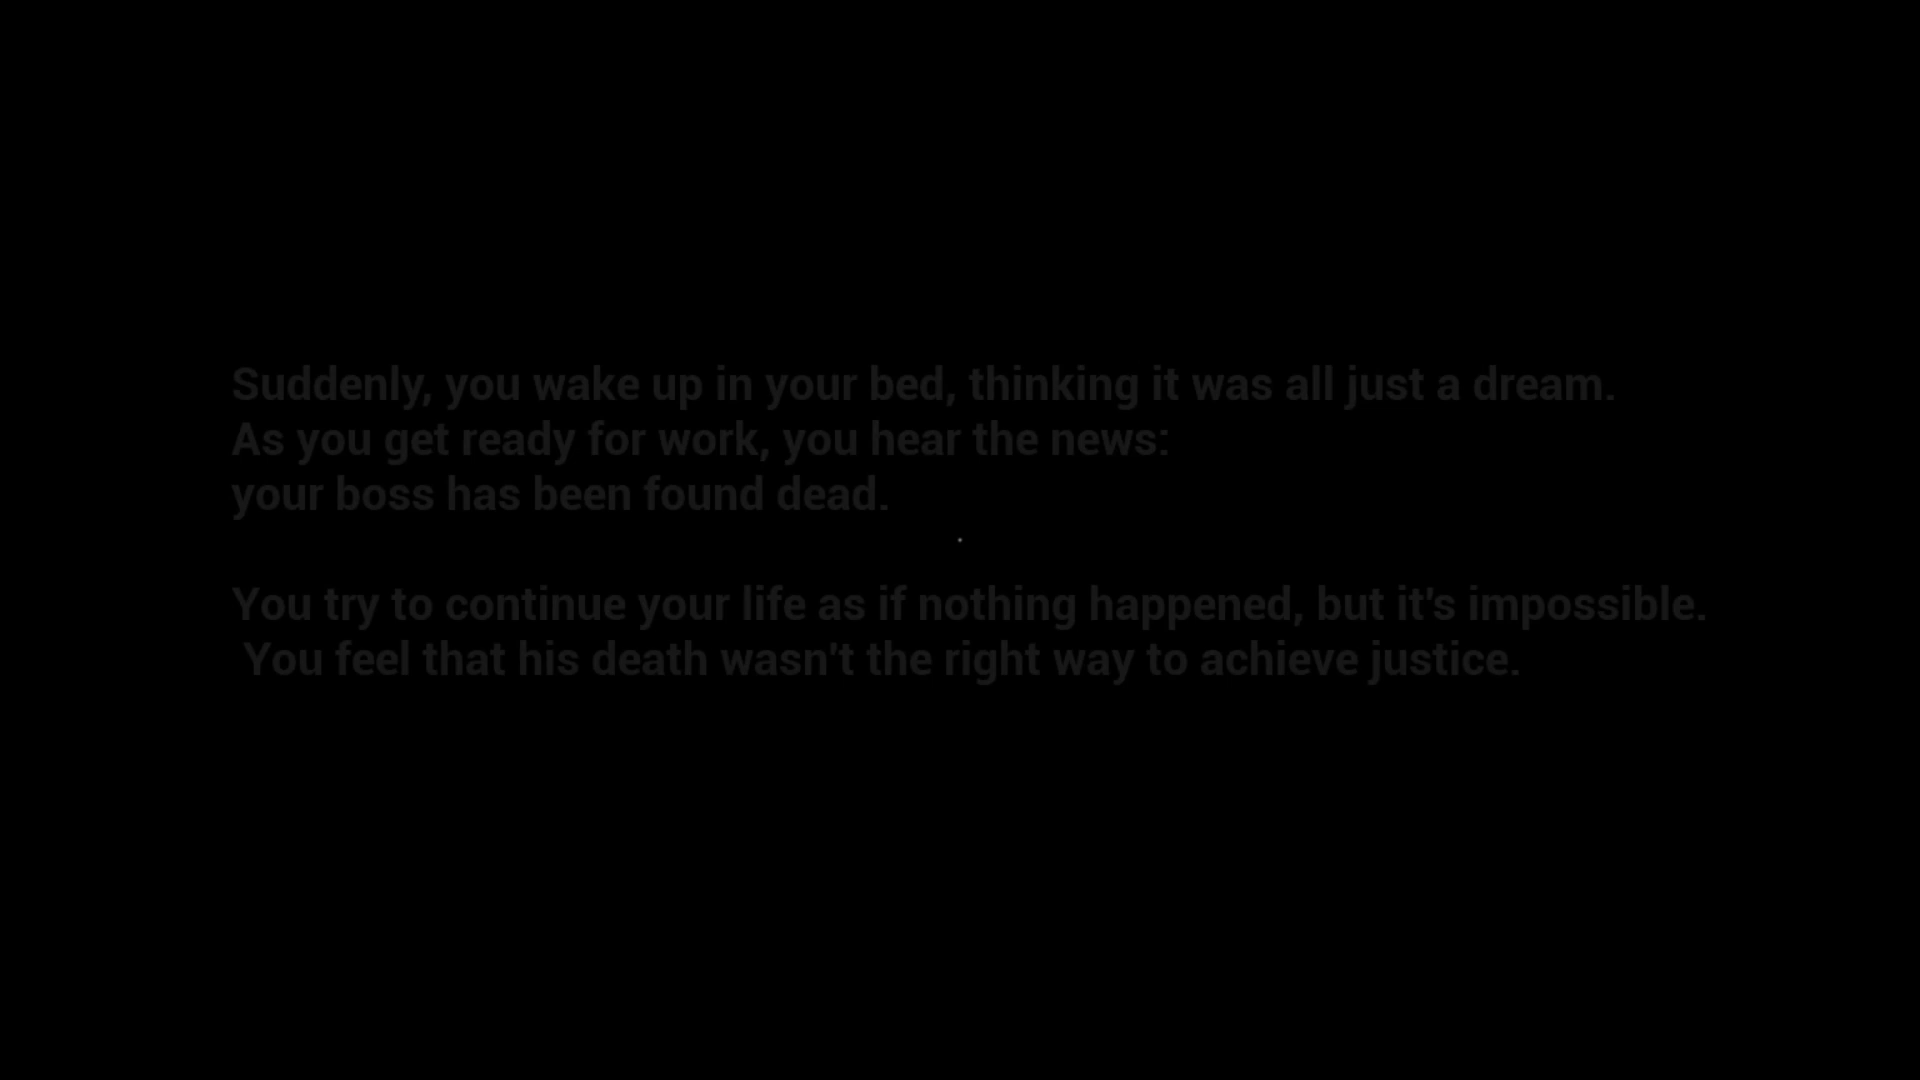 Suddenly, you wake up in your bed, thinking it was all just a dream.
As you get ready for work, you hear the news:
your boss has been found dead.
You try to continue your life as if nothing happened, but it's impossible.
You feel that his death wasn't the right way to achieve justice.